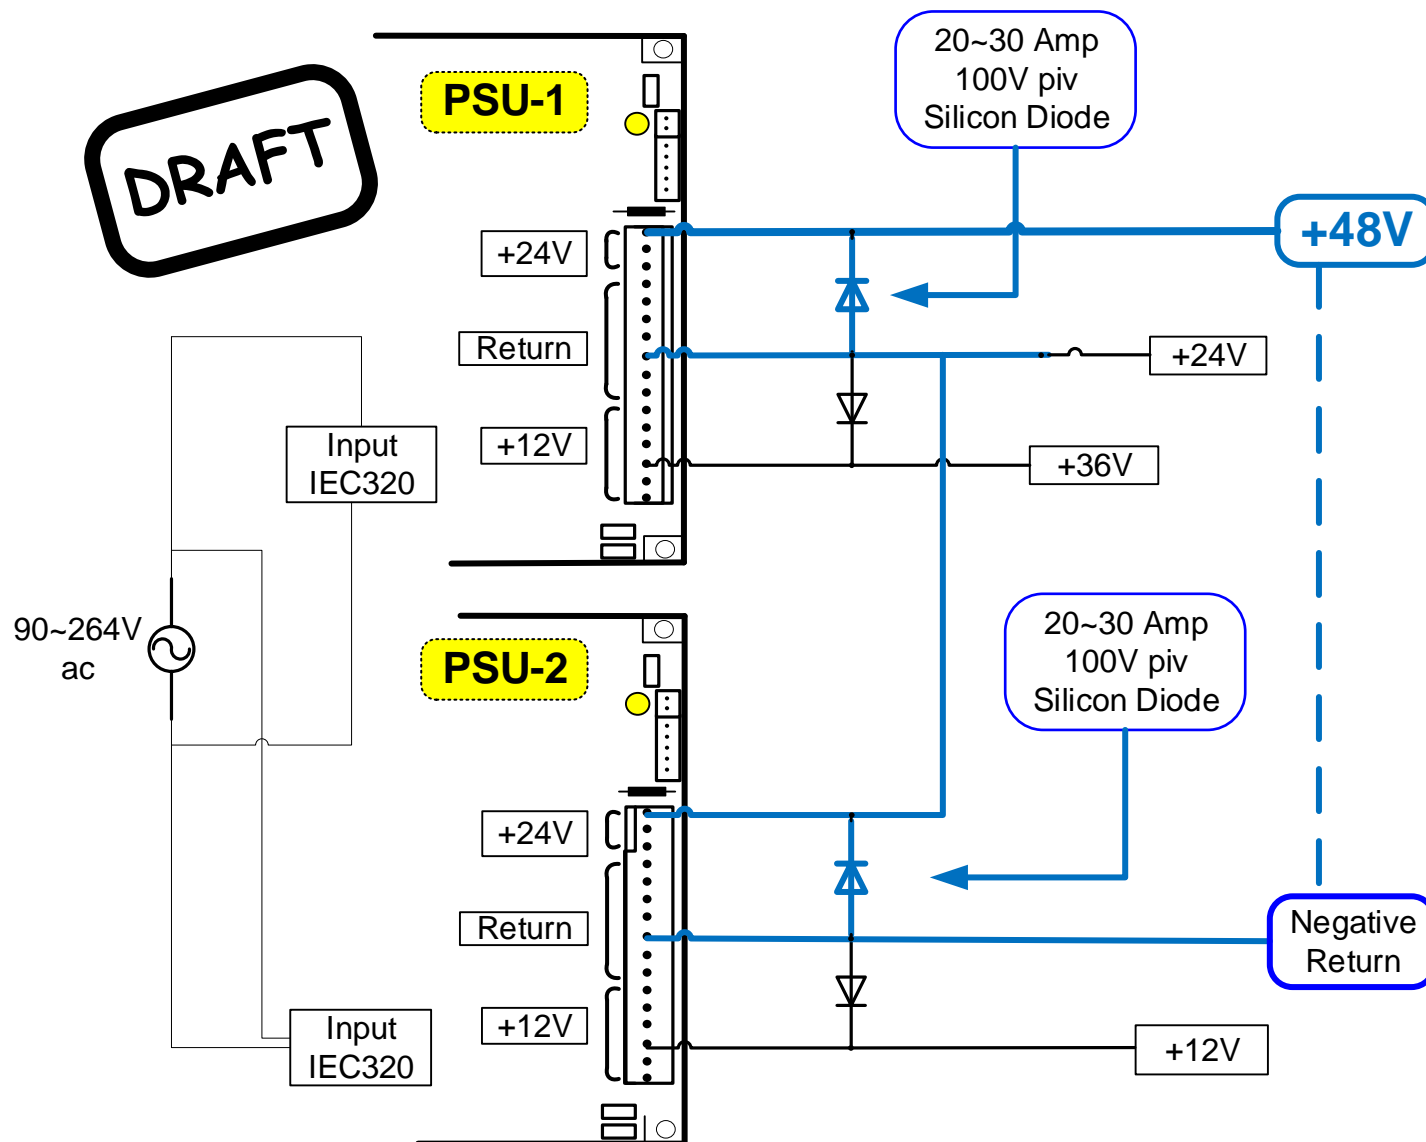 DRAFT
PSU-1
20~30 Amp
100V piv
Silicon Diode
+48V
+24V
Return
+24V
Input
IEC320
+12V
+36V
90~264V
ac
PSU-2
20~30 Amp
100V piv
Silicon Diode
+24V
Return
Negative
Return
Input
IEC320
+12V
+12V